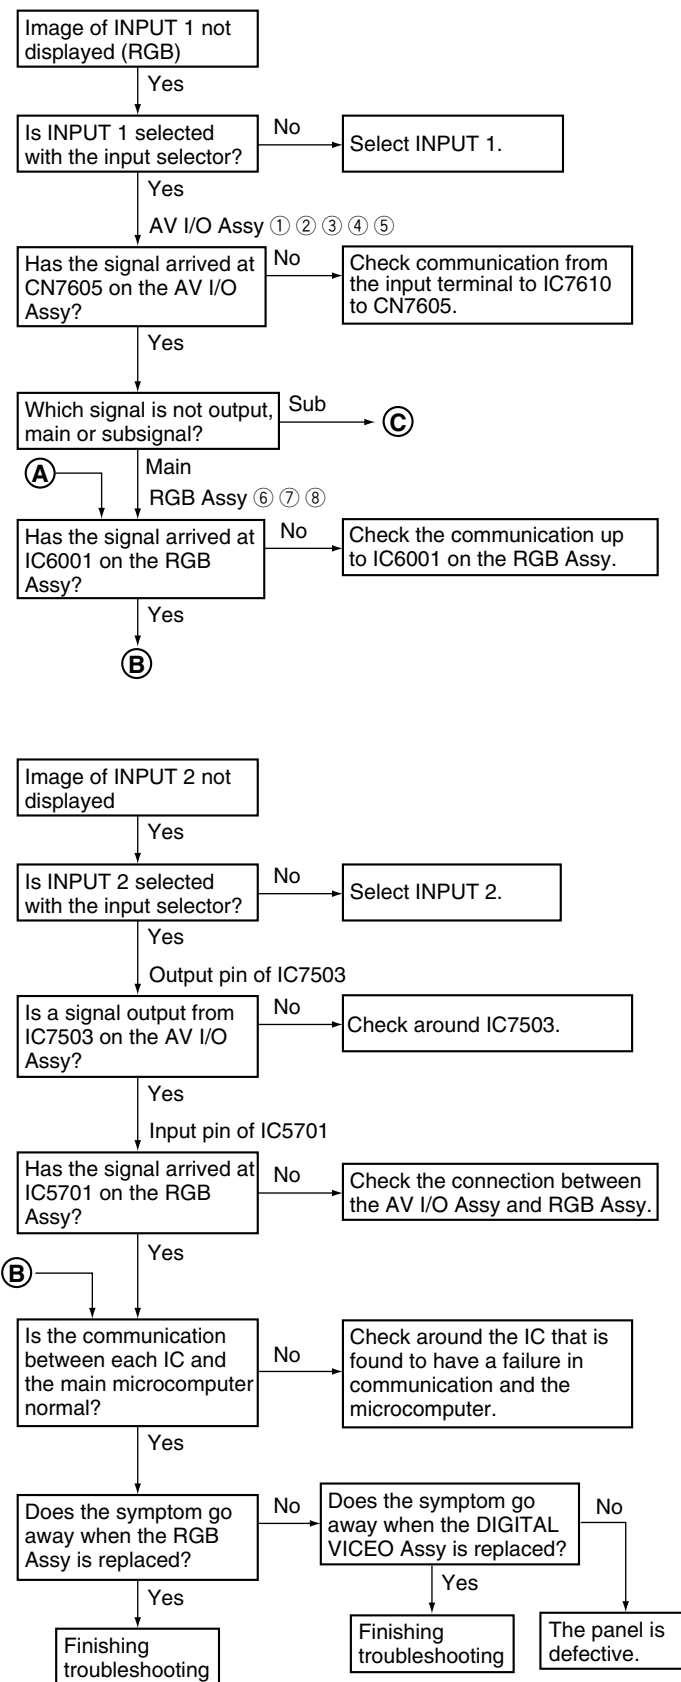 Image of INPUT 1 not
displayed (RGB)
Yes
Is INPUT 1 selected
with the input selector?
No
Select INPUT 1.
Yes
AV I/O Assy ① ② ③ ④ ⑤
Has the signal arrived at
CN7605 on the AV I/O
Assy?
No
Check communication from
the input terminal to IC7610
to CN7605.
Yes
Which signal is not output,
main or subsignal?
Sub
C
A
Main
RGB Assy ⑥ ⑦ ⑧
Has the signal arrived at
IC6001 on the RGB
Assy?
No
Check the communication up
to IC6001 on the RGB Assy.
Yes
B
Image of INPUT 2 not
displayed
Yes
Is INPUT 2 selected
with the input selector?
No
Select INPUT 2.
Yes
Output pin of IC7503
Is a signal output from
IC7503 on the AV I/O
Assy?
No
Check around IC7503.
Yes
Input pin of IC5701
Has the signal arrived at
IC5701 on the RGB
Assy?
No
Check the connection between
the AV I/O Assy and RGB Assy.
Yes
B
Is the communication
between each IC and
the main microcomputer
normal?
No
Check around the IC that is
found to have a failure in
communication and the
microcomputer.
Yes
Does the symptom go
away when the RGB
Assy is replaced?
No
Does the symptom go
away when the DIGITAL
VICEO Assy is replaced?
No
Yes
Finishing
troubleshooting
Yes
Finishing
troubleshooting
The panel is
defective.